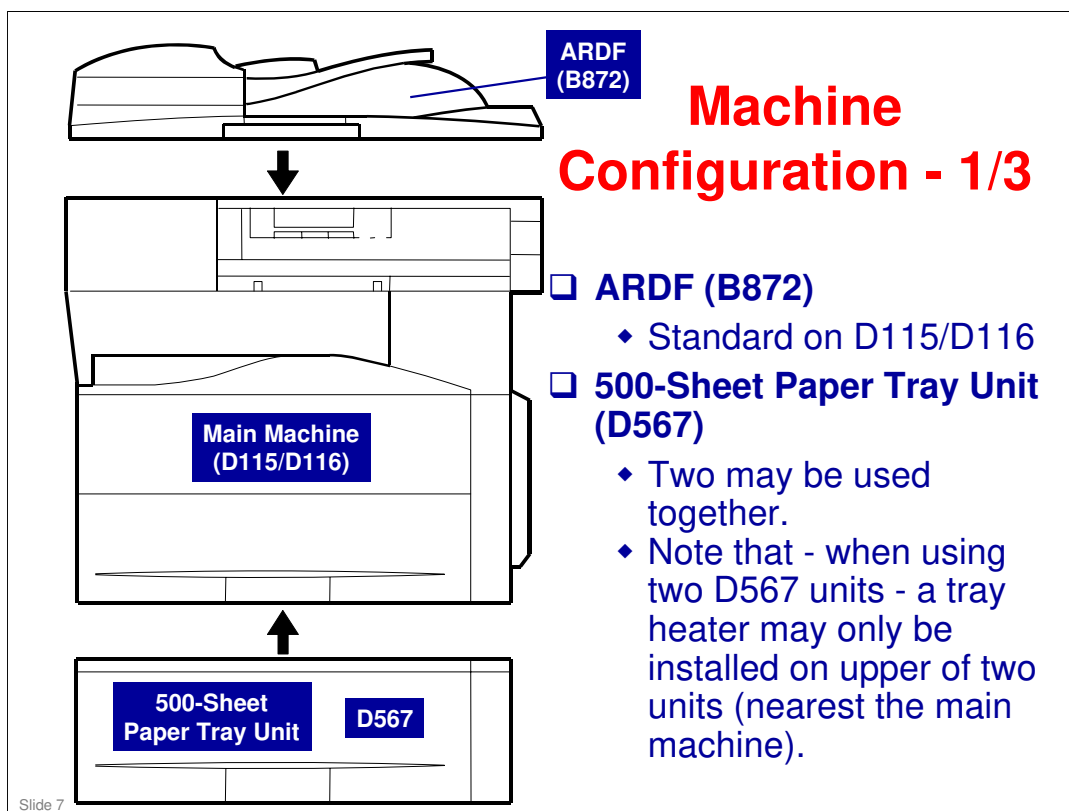 ARDF
(B872)
Machine
Configuration - 1/3
❑ ARDF (B872)
◆ Standard on D115/D116
❑ 500-Sheet Paper Tray Unit
(D567)
◆ Two may be used
together.
◆ Note that - when using
two D567 units - a tray
heater may only be
installed on upper of two
units (nearest the main
machine).
Main Machine
(D115/D116)
500-Sheet
Paper Tray Unit
D567
Slide 7